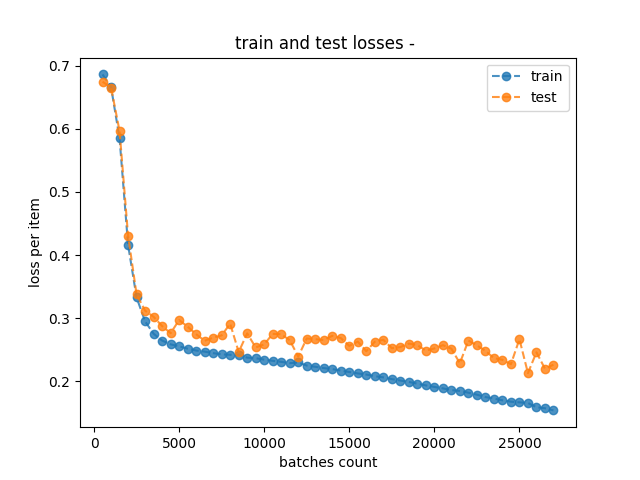 train and test losses -
train
test
loss per item
0.7
0.6
0.5
0.4
0.3
0.2
0
5000
10000
15000
20000
25000
batches count